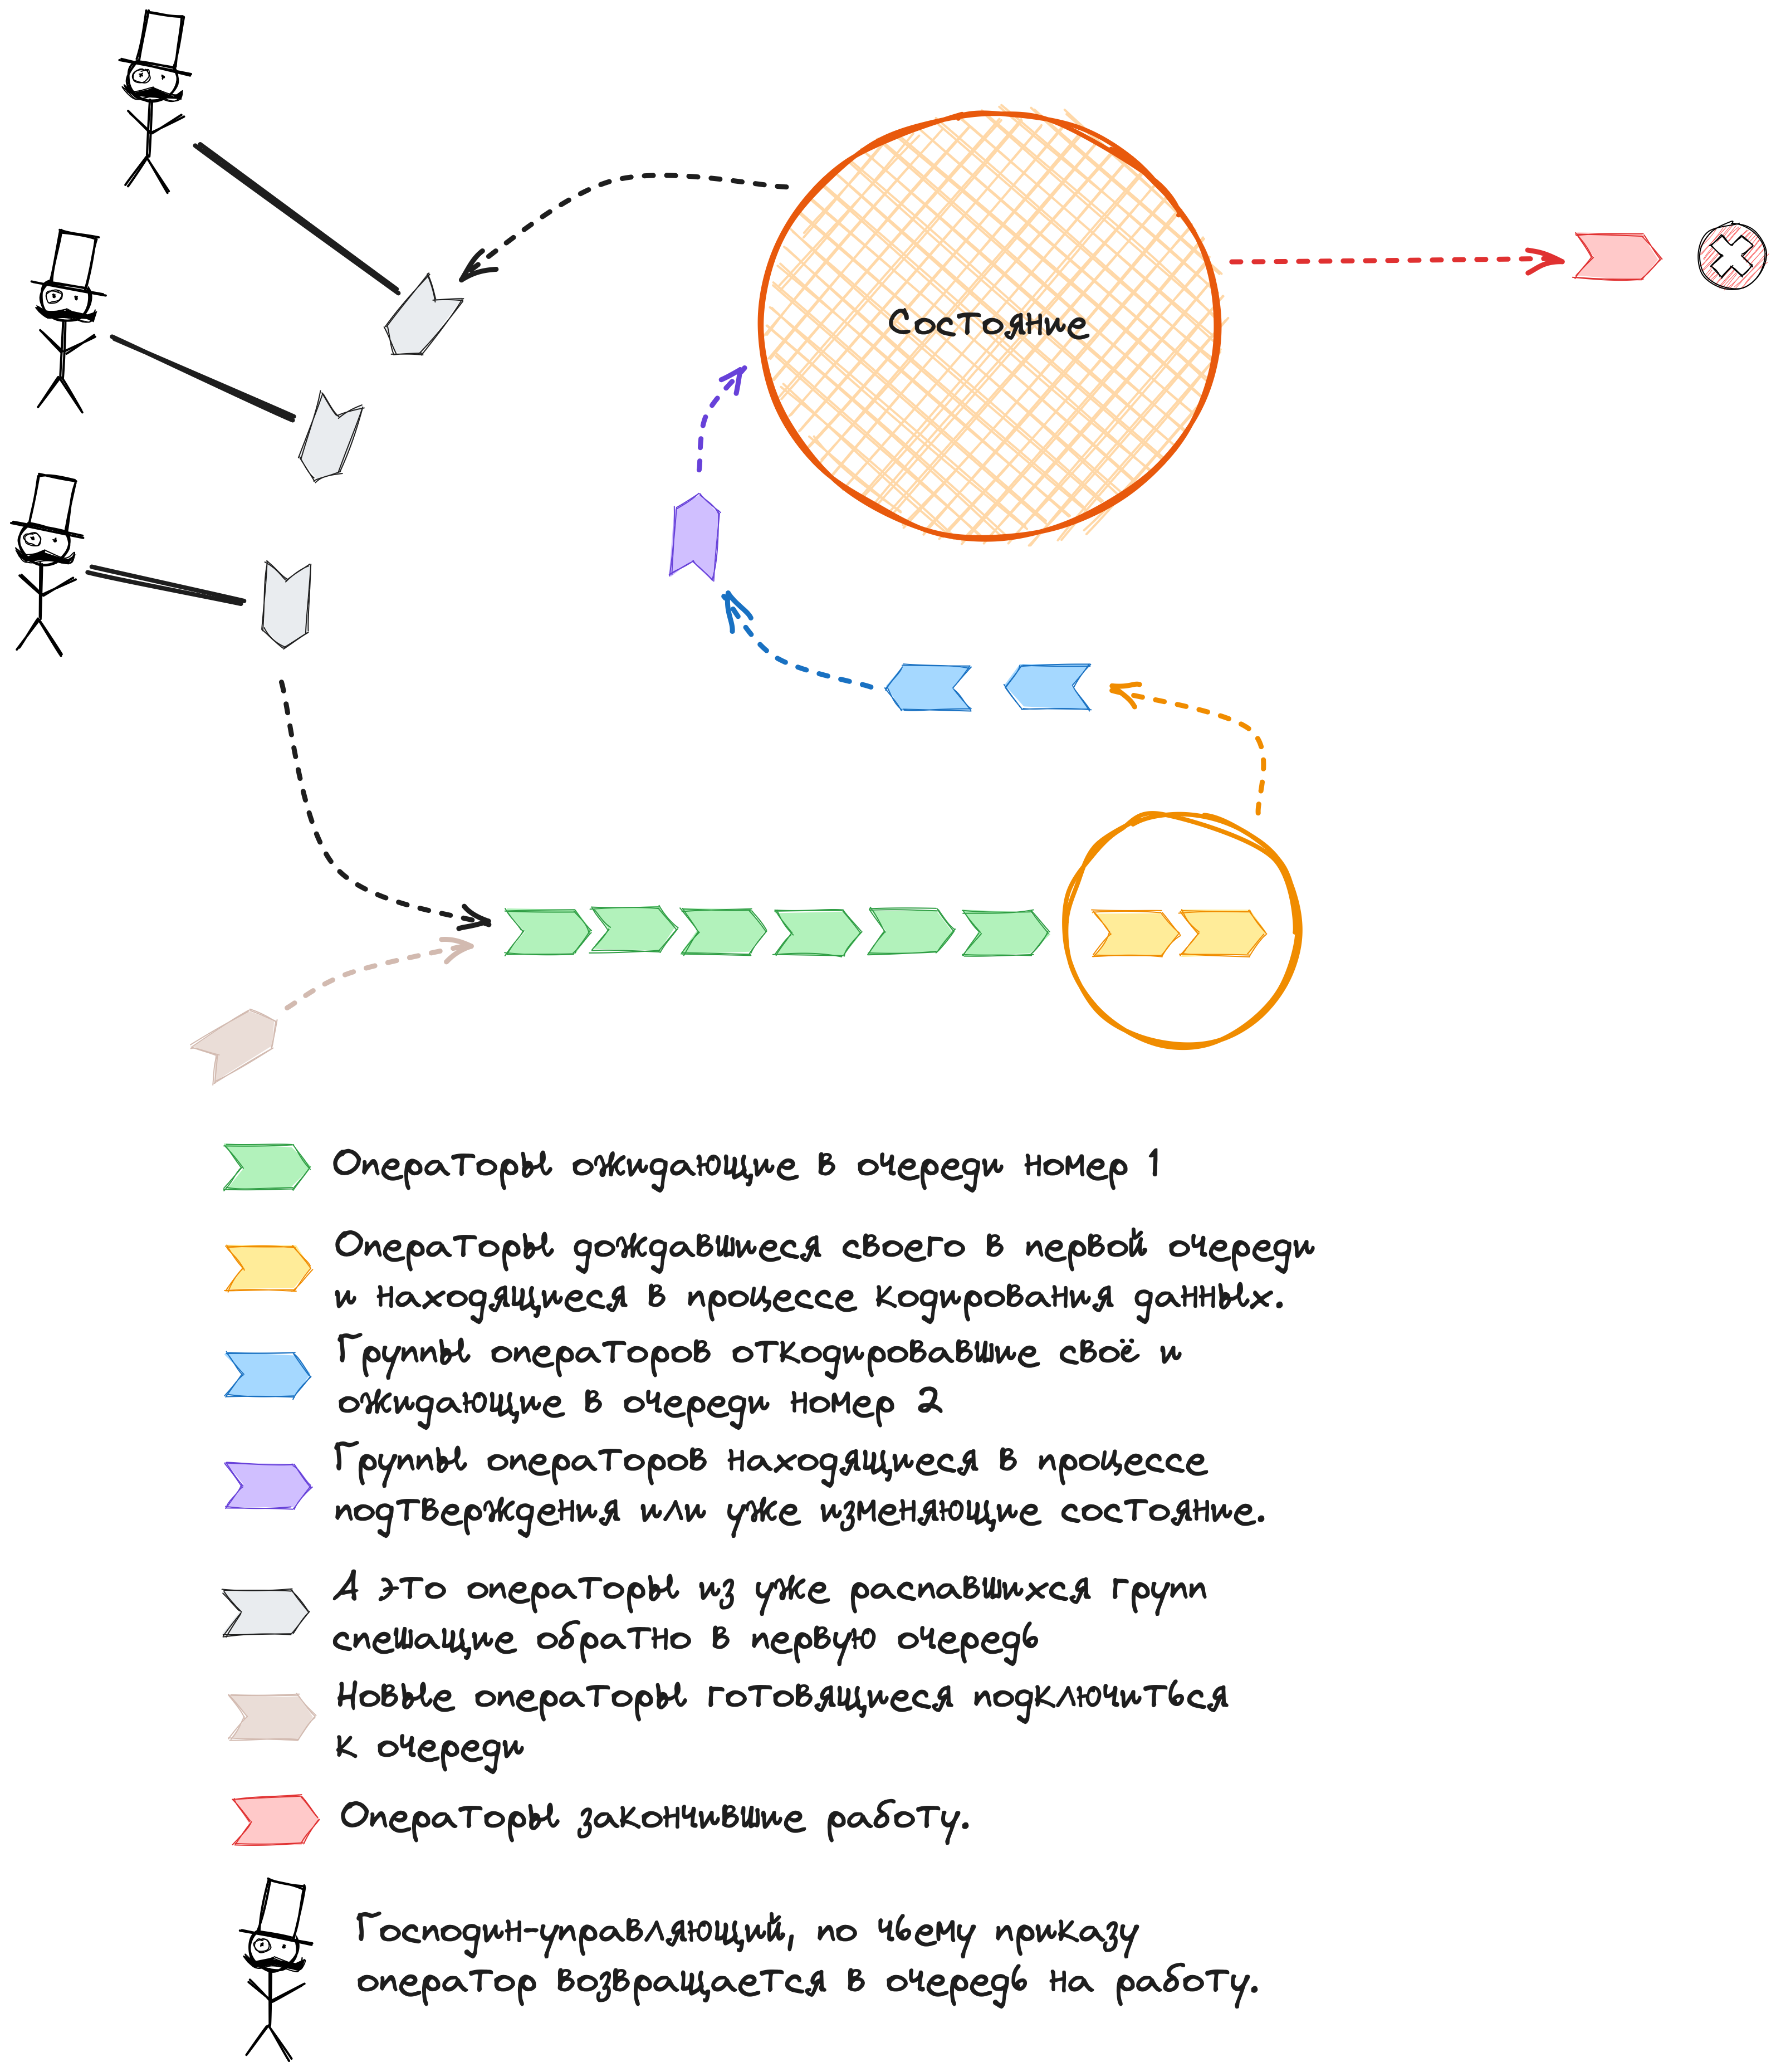 Состояние
Операторы ожидающие в очереди номер 1
Операторы дождавшиеся своего в первой очереди
и находящиеся в процессе кодирования данных.
Группы операторов откодировавшие своё и
ожидающие в очереди номер 2
Группы операторов находящиеся в процессе
подтверждения или уже изменяющие состояние.
А это операторы из уже распавшихся групп
спешащие обратно в первую очередь
Новые операторы готовящиеся подключиться
к очереди
Операторы закончившие работу.
Господин-управляющий, по чьему приказу
оператор возвращается в очередь на работу.